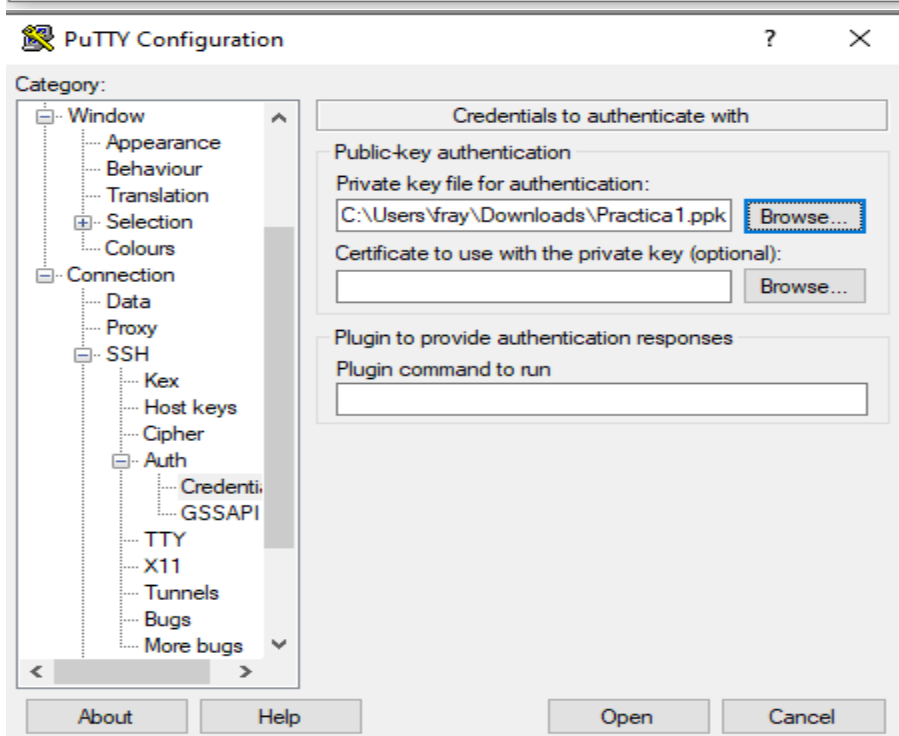 PuTTY Configuration
? ×
Category:
Window
Appearance
Behaviour
Translation
Selection
Colours
Connection
Data
Proxy
SSH
Kex
Host keys
Cipher
Auth
Credenti
GSSAPI
TTY
X11
Tunnels
Bugs
More bugs
Credentials to authenticate with
Public-key authentication
Private key file for authentication:
C:\Users\fray\Downloads\Practica1.ppk Browse...
Certificate to use with the private key (optional):
Browse...
Plugin to provide authentication responses
Plugin command to run
About Help Open Cancel